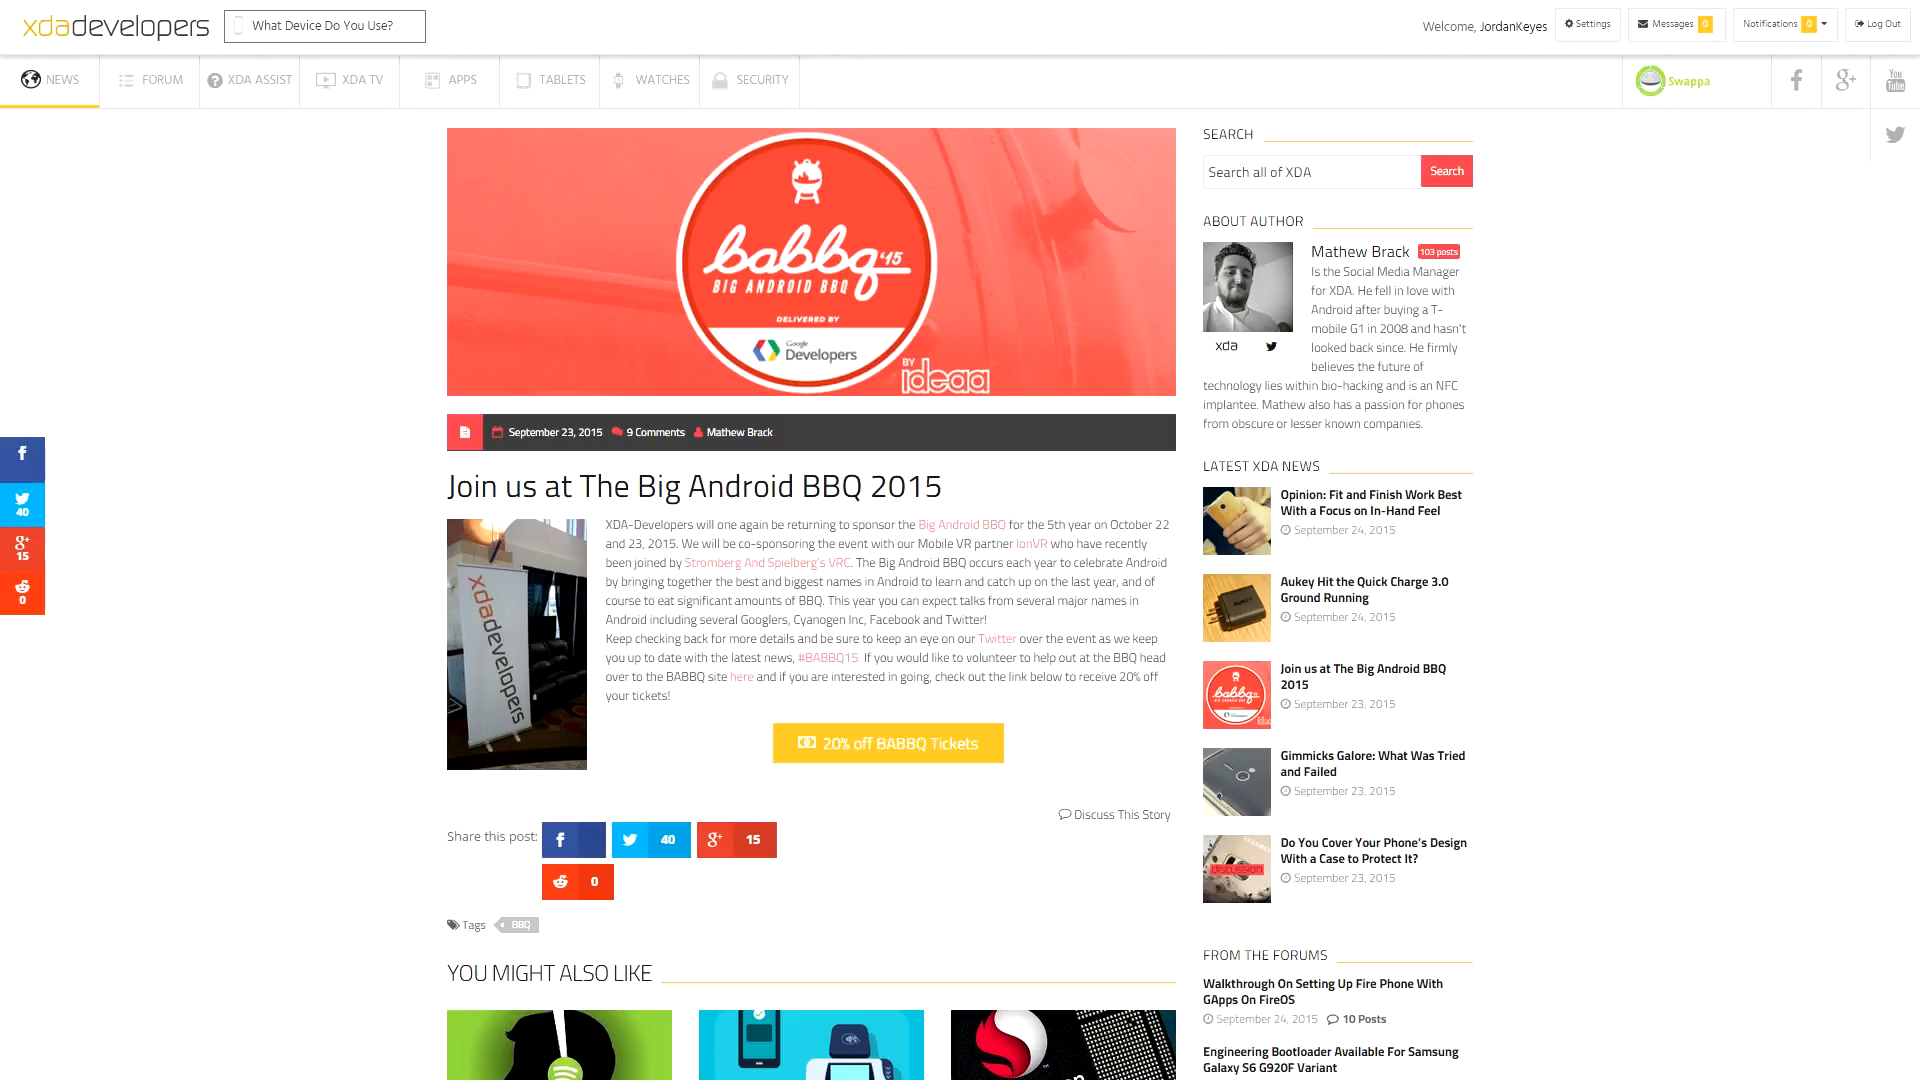 xdadevelopers
What Device Do You Use?
Welcome, JordanKeyes
Settings
Messages 0
Notifications 0
Log Out
NEWS
FORUM
XDA ASSIST
XDA TV
APPS
TABLETS
WATCHES
SECURITY
Swappa
You
Tube
babbq'15
BIG ANDROID BBQ
DELIVERED BY
Google
Developers
BY
ideaa
September 23, 2015 9 Comments Mathew Brack
Join us at The Big Android BBQ 2015
xdadevelopers
XDA-Developers will one again be returning to sponsor the Big Android BBQ for the 5th year on October 22
and 23, 2015. We will be co-sponsoring the event with our Mobile VR partner IonVR who have recently
been joined by Stromberg And Spielberg's VRC. The Big Android BBQ occurs each year to celebrate Android
by bringing together the best and biggest names in Android to learn and catch up on the last year, and of
course to eat significant amounts of BBQ. This year you can expect talks from several major names in
Android including several Googlers, Cyanogen Inc, Facebook and Twitter!
Keep checking back for more details and be sure to keep an eye on our Twitter over the event as we keep
you up to date with the latest news, #BABBQ15. If you would like to volunteer to help out at the BBQ head
over to the BABBQ site here and if you are interested in going, check out the link below to receive 20% off
your tickets!
20% off BABBQ Tickets
Discuss This Story
Share this post:
40
15
0
Tags BBQ
YOU MIGHT ALSO LIKE
40
15
0
SEARCH
Search all of XDA
Search
ABOUT AUTHOR
Mathew Brack 103 posts
Is the Social Media Manager
for XDA. He fell in love with
Android after buying a T-
mobile G1 in 2008 and hasn't
looked back since. He firmly
believes the future of
technology lies within bio-hacking and is an NFC
implantee. Mathew also has a passion for phones
from obscure or lesser known companies.
xda
LATEST XDA NEWS
Opinion: Fit and Finish Work Best
With a Focus on In-Hand Feel
September 24, 2015
AUKEY
Aukey Hit the Quick Charge 3.0
Ground Running
September 24, 2015
babbq
Join us at The Big Android BBQ
2015
September 23, 2015
Gimmicks Galore: What Was Tried
and Failed
September 23, 2015
DISCUSSION
Do You Cover Your Phone's Design
With a Case to Protect It?
September 23, 2015
FROM THE FORUMS
Walkthrough On Setting Up Fire Phone With
GApps On FireOS
September 24, 2015 10 Posts
Engineering Bootloader Available For Samsung
Galaxy S6 G920F Variant